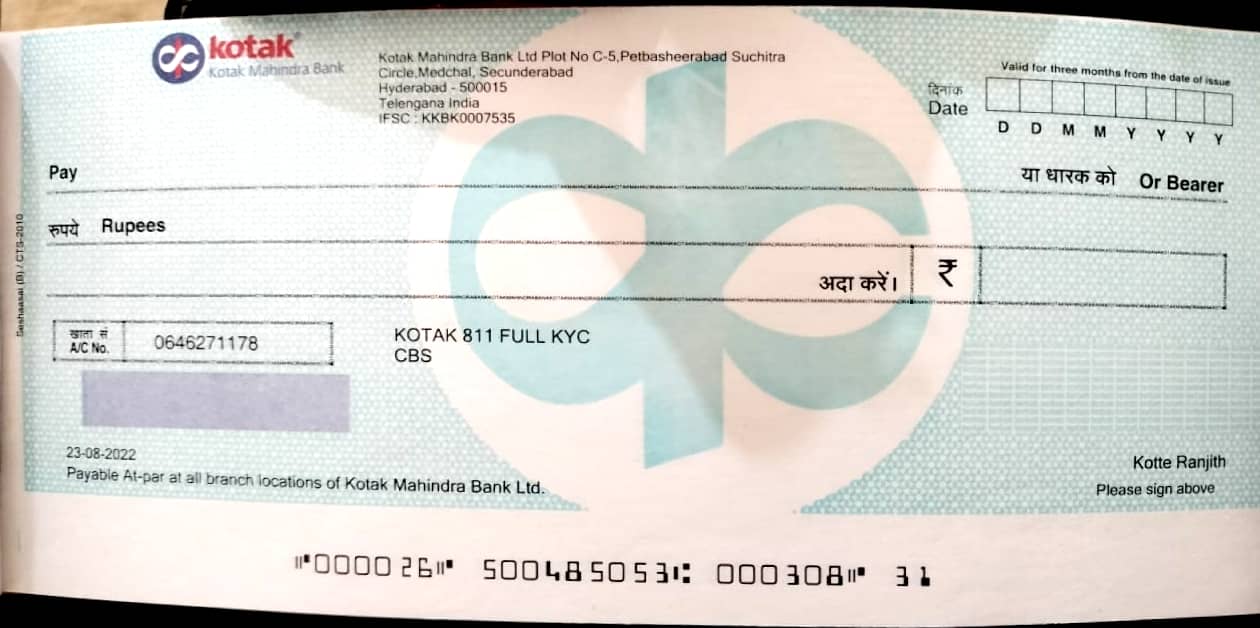 kotak
Kotak Mahindra Bank
Kotak Mahindra Bank Ltd Plot No C-5,Petbasheerabad Suchitra
Circle,Medchal, Secunderabad
Hyderabad - 500015
Telengana India
IFSC : KKBK0007535
Valid for three months from the date of issue
दिनांक
Date
D D M M Y Y Y Y
Pay
या धारक को Or Bearer
रुपये Rupees
अदा करें। ₹
खाता सं
A/C No.
0646271178
KOTAK 811 FULL KYC
CBS
23-08-2022
Payable At-par at all branch locations of Kotak Mahindra Bank Ltd.
Kotte Ranjith
Please sign above
Seshaasai (B) / CTS-2010
⑈000026⑈ 500485053⑆ 000308⑈ 31